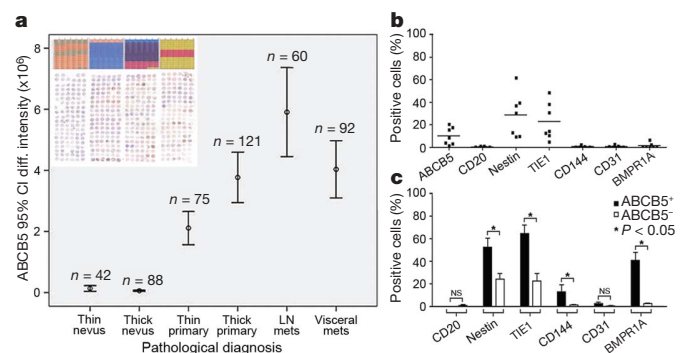 a
ABCB5 95% CI diff. intensity (x10⁶)
8
6
4
2
0
n = 42
n = 88
n = 75
n = 121
n = 60
n = 92
Thin nevus
Thick nevus
Thin primary
Thick primary
LN mets
Visceral mets
Pathological diagnosis
b
Positive cells (%)
100
80
60
40
20
0
ABCB5
CD20
Nestin
TIE1
CD144
CD31
BMPR1A
c
Positive cells (%)
100
80
60
40
20
0
ABCB5⁺
ABCB5⁻
* P < 0.05
NS
*
*
*
NS
*
CD20
Nestin
TIE1
CD144
CD31
BMPR1A